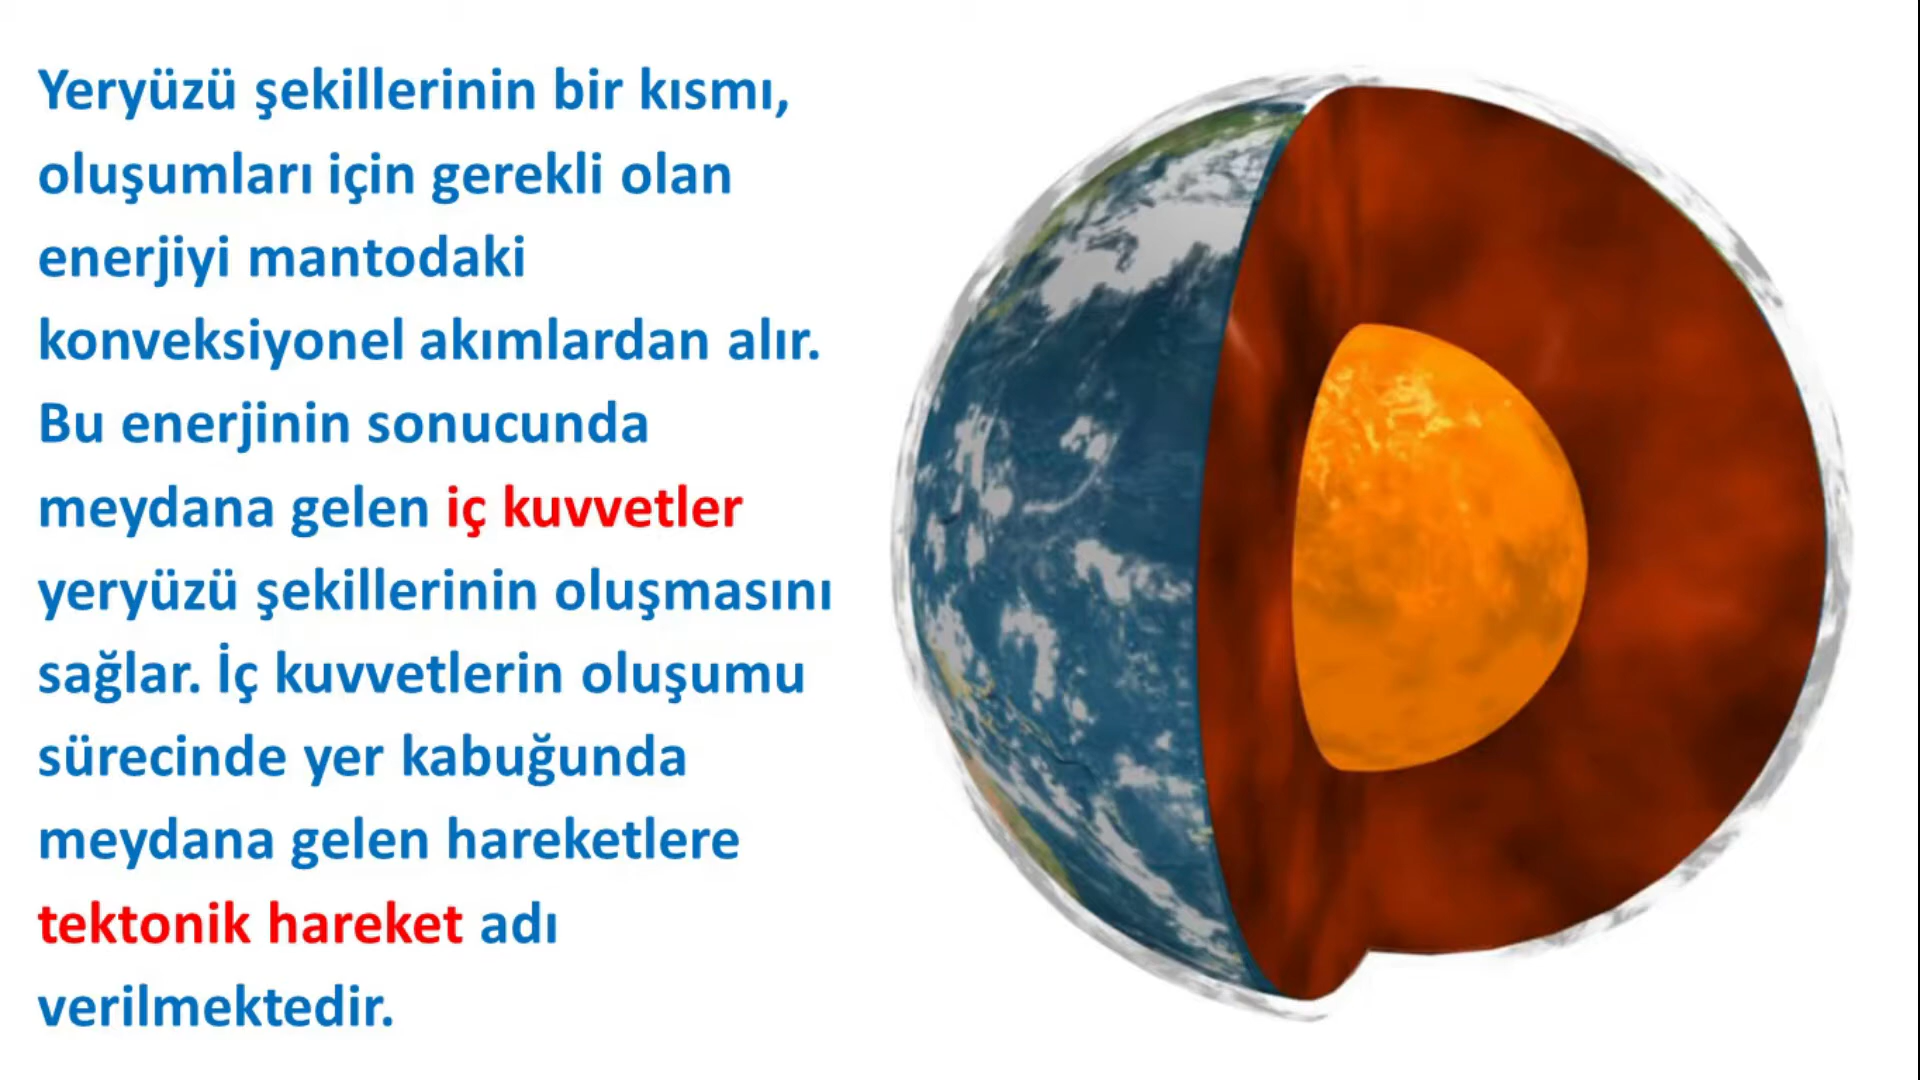 Yeryüzü şekillerinin bir kısmı,
oluşumları için gerekli olan
enerjiyi mantodaki
konveksiyonel akımlardan alır.
Bu enerjinin sonucunda
meydana gelen iç kuvvetler
yeryüzü şekillerinin oluşmasını
sağlar. İç kuvvetlerin oluşumu
sürecinde yer kabuğunda
meydana gelen hareketlere
tektonik hareket adı
verilmektedir.